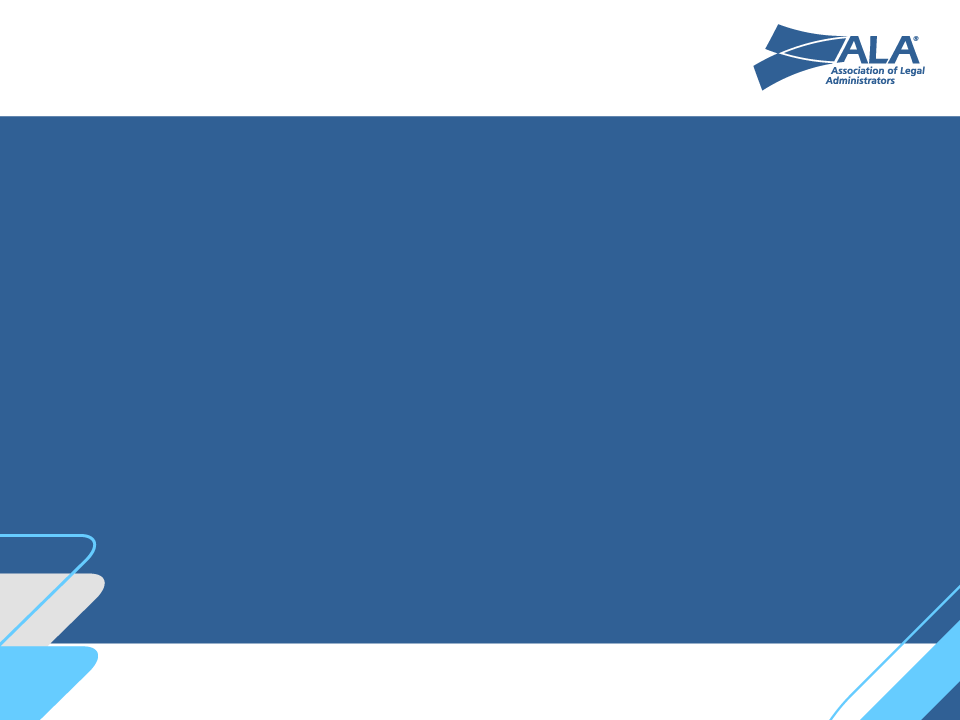 ALA®
Association of Legal
Administrators